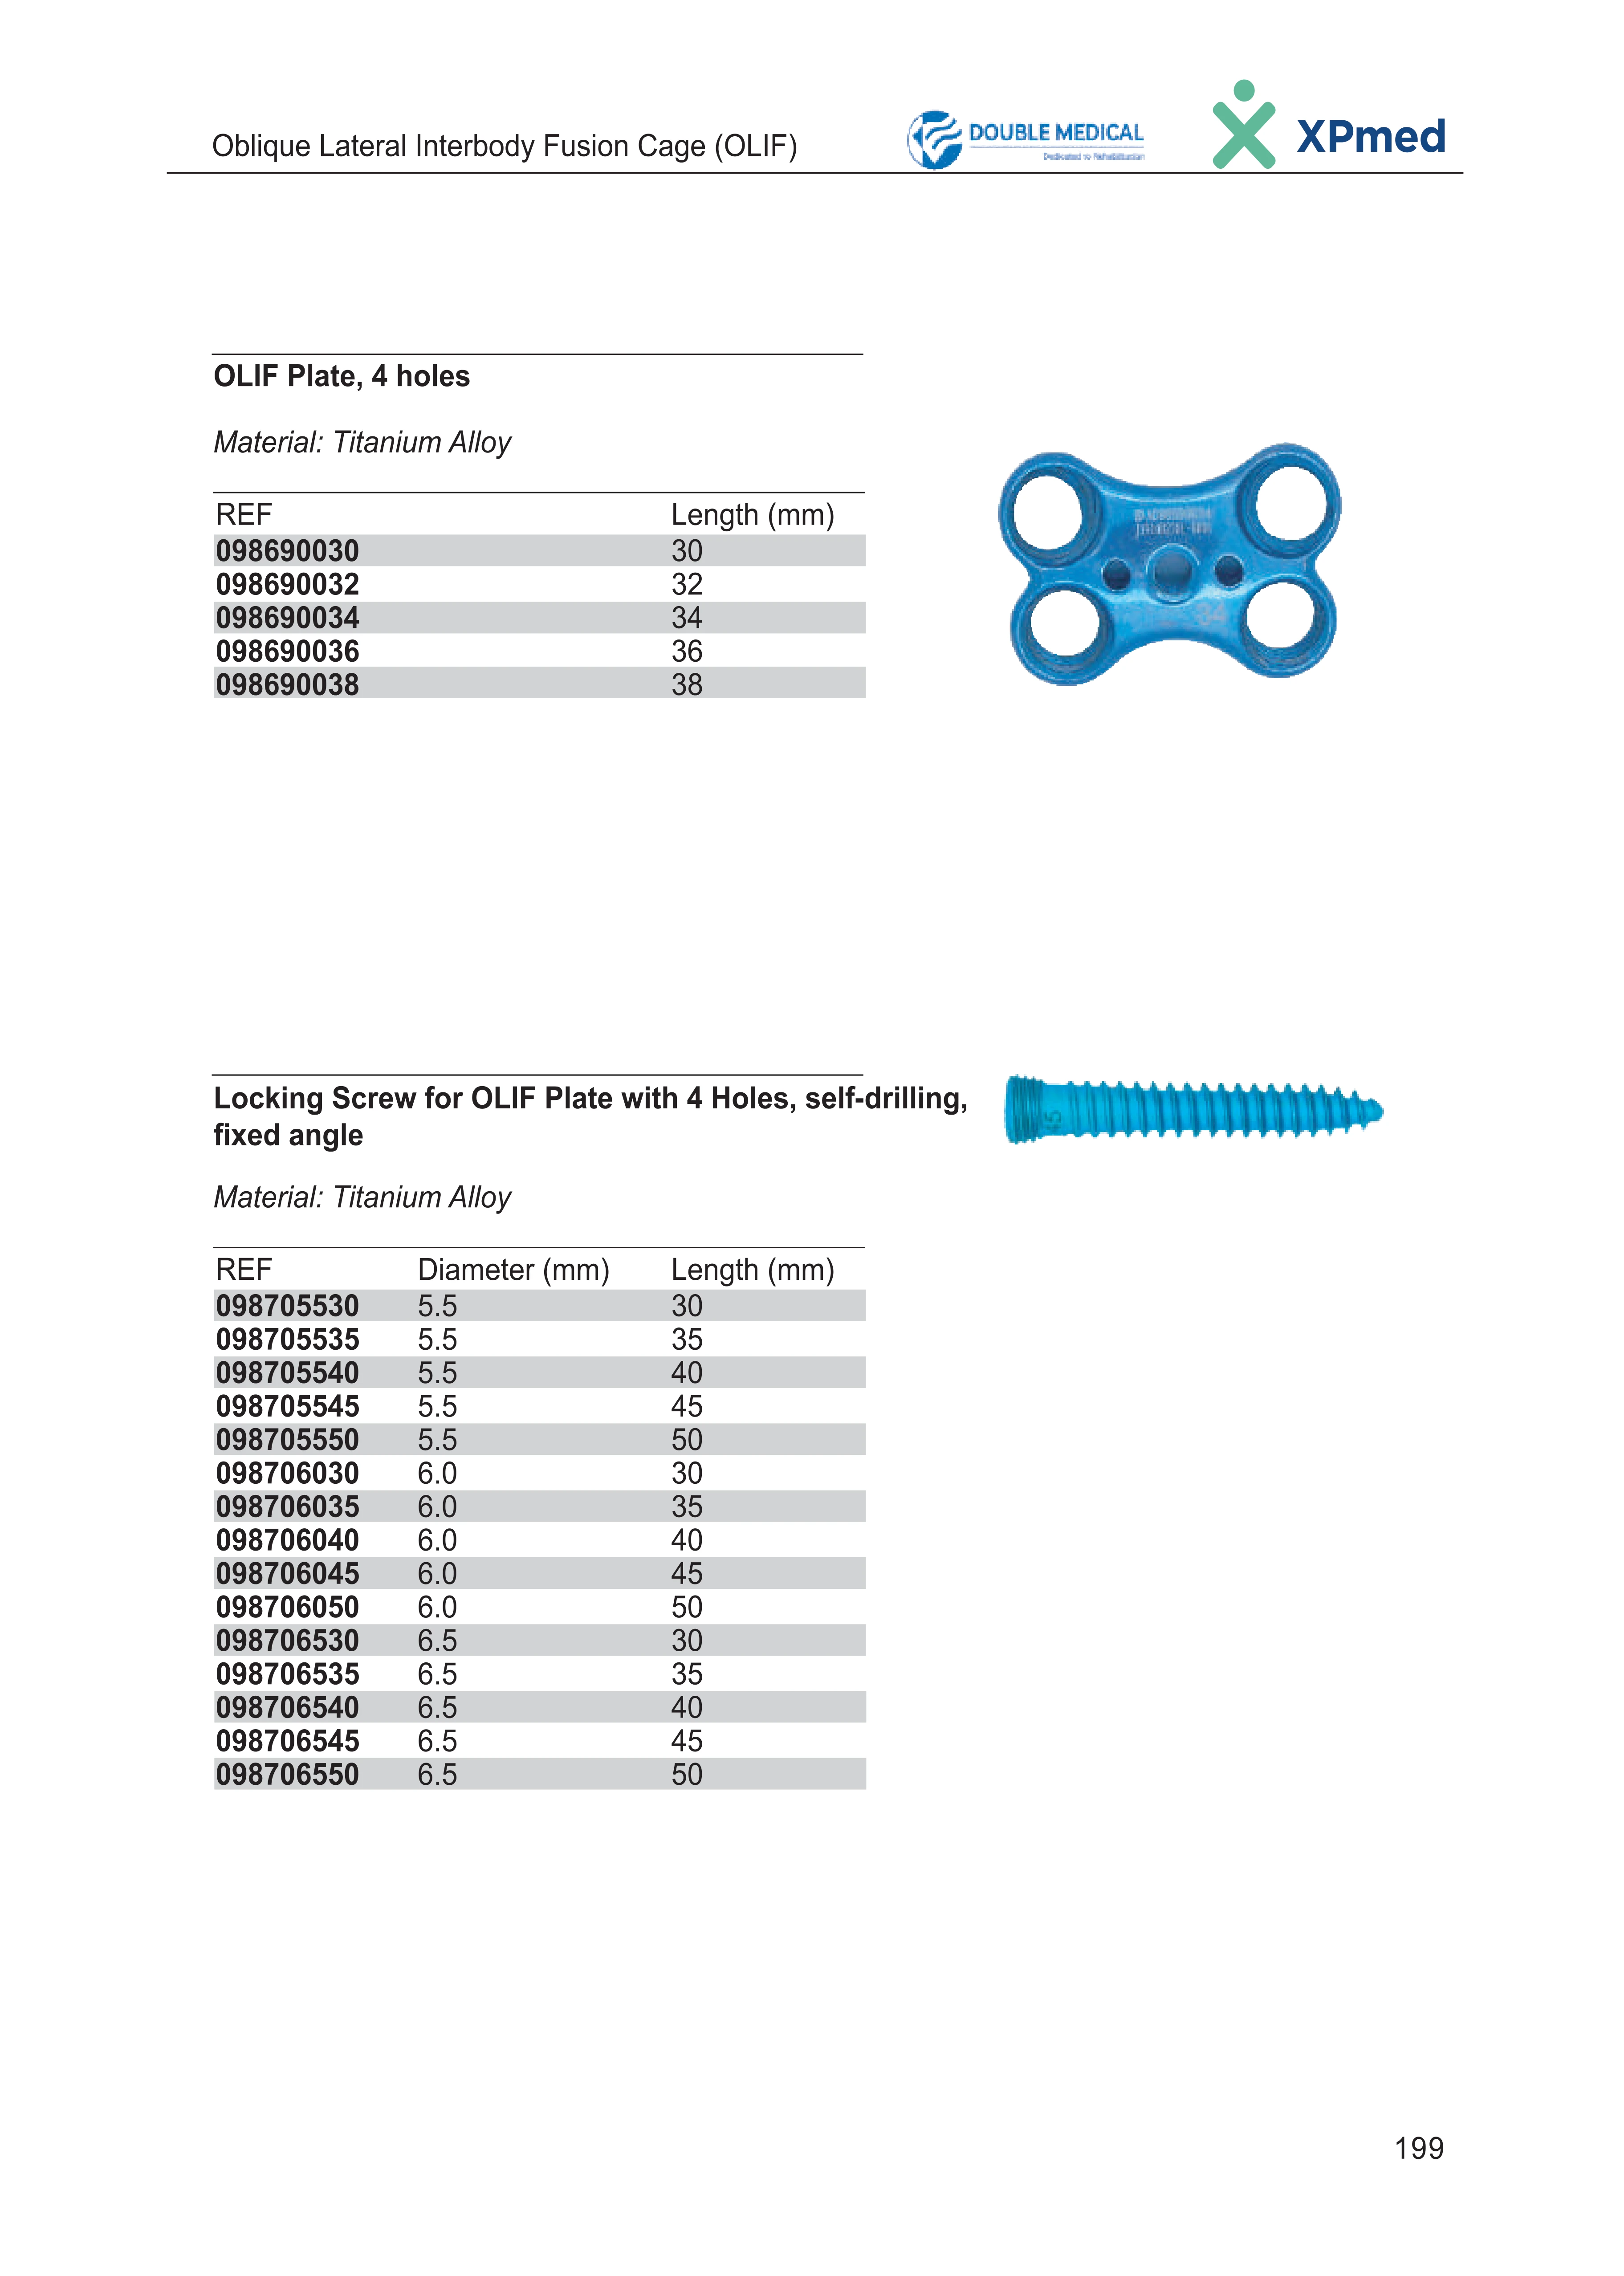 Oblique Lateral Interbody Fusion Cage (OLIF)
DOUBLE MEDICAL
Dedicated to Rehabilitation
XPmed
OLIF Plate, 4 holes
Material: Titanium Alloy
REF Length (mm)
098690030 30
098690032 32
098690034 34
098690036 36
098690038 38
34
Locking Screw for OLIF Plate with 4 Holes, self-drilling,
fixed angle
45
Material: Titanium Alloy
REF Diameter (mm) Length (mm)
098705530 5.5 30
098705535 5.5 35
098705540 5.5 40
098705545 5.5 45
098705550 5.5 50
098706030 6.0 30
098706035 6.0 35
098706040 6.0 40
098706045 6.0 45
098706050 6.0 50
098706530 6.5 30
098706535 6.5 35
098706540 6.5 40
098706545 6.5 45
098706550 6.5 50
199